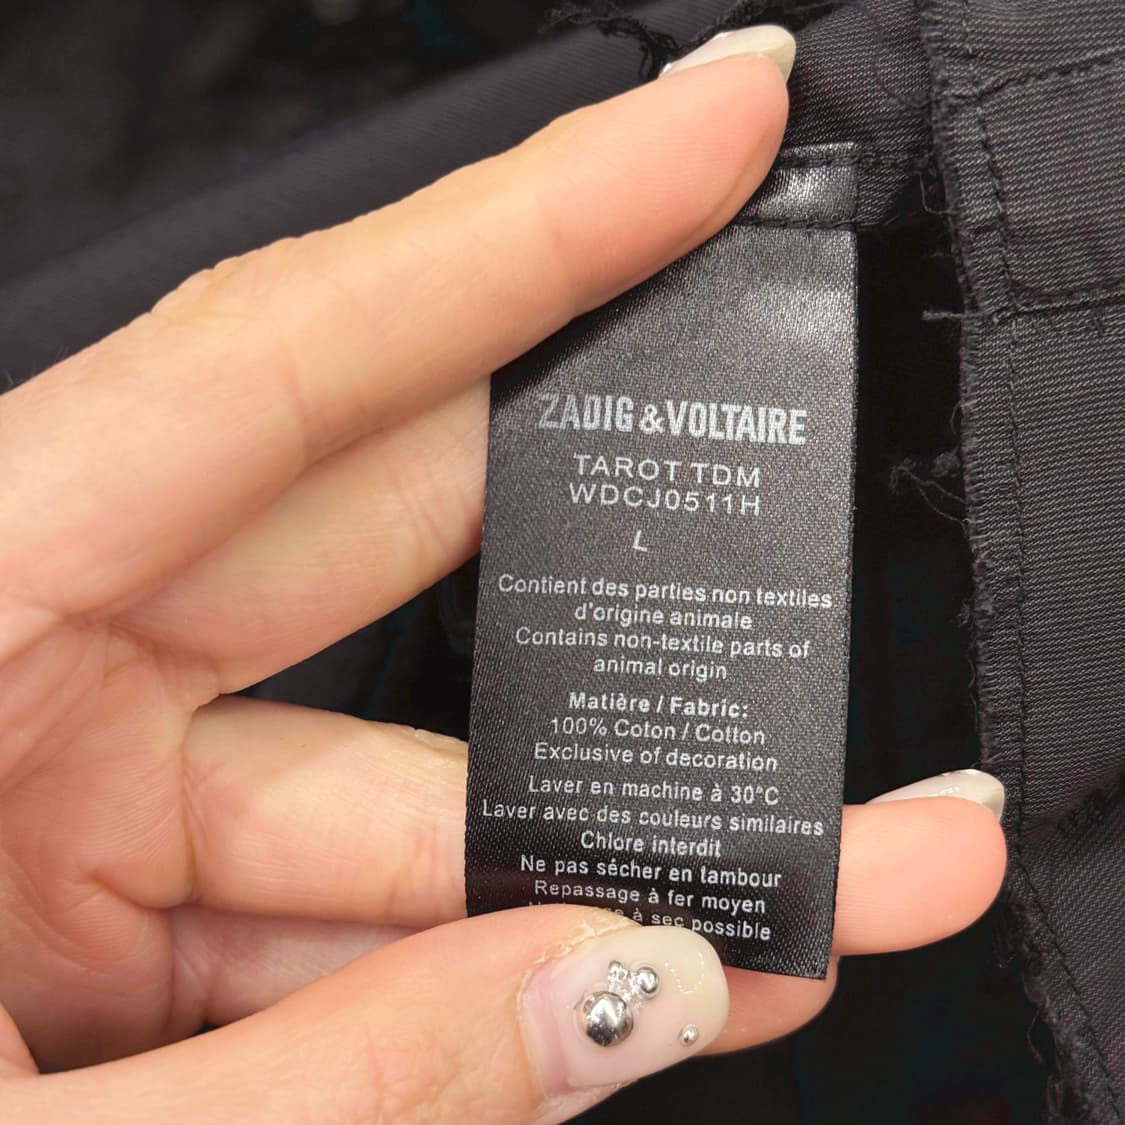 ZADIG&VOLTAIRE
TAROT TDM
WDCJ0511H
L
Contient des parties non textiles
d'origine animale
Contains non-textile parts of
animal origin
Matière / Fabric:
100% Coton / Cotton
Exclusive of decoration
Laver en machine à 30°C
Laver avec des couleurs similaires
Chlore interdit
Ne pas sécher en tambour
Repassage à fer moyen
à sec possible